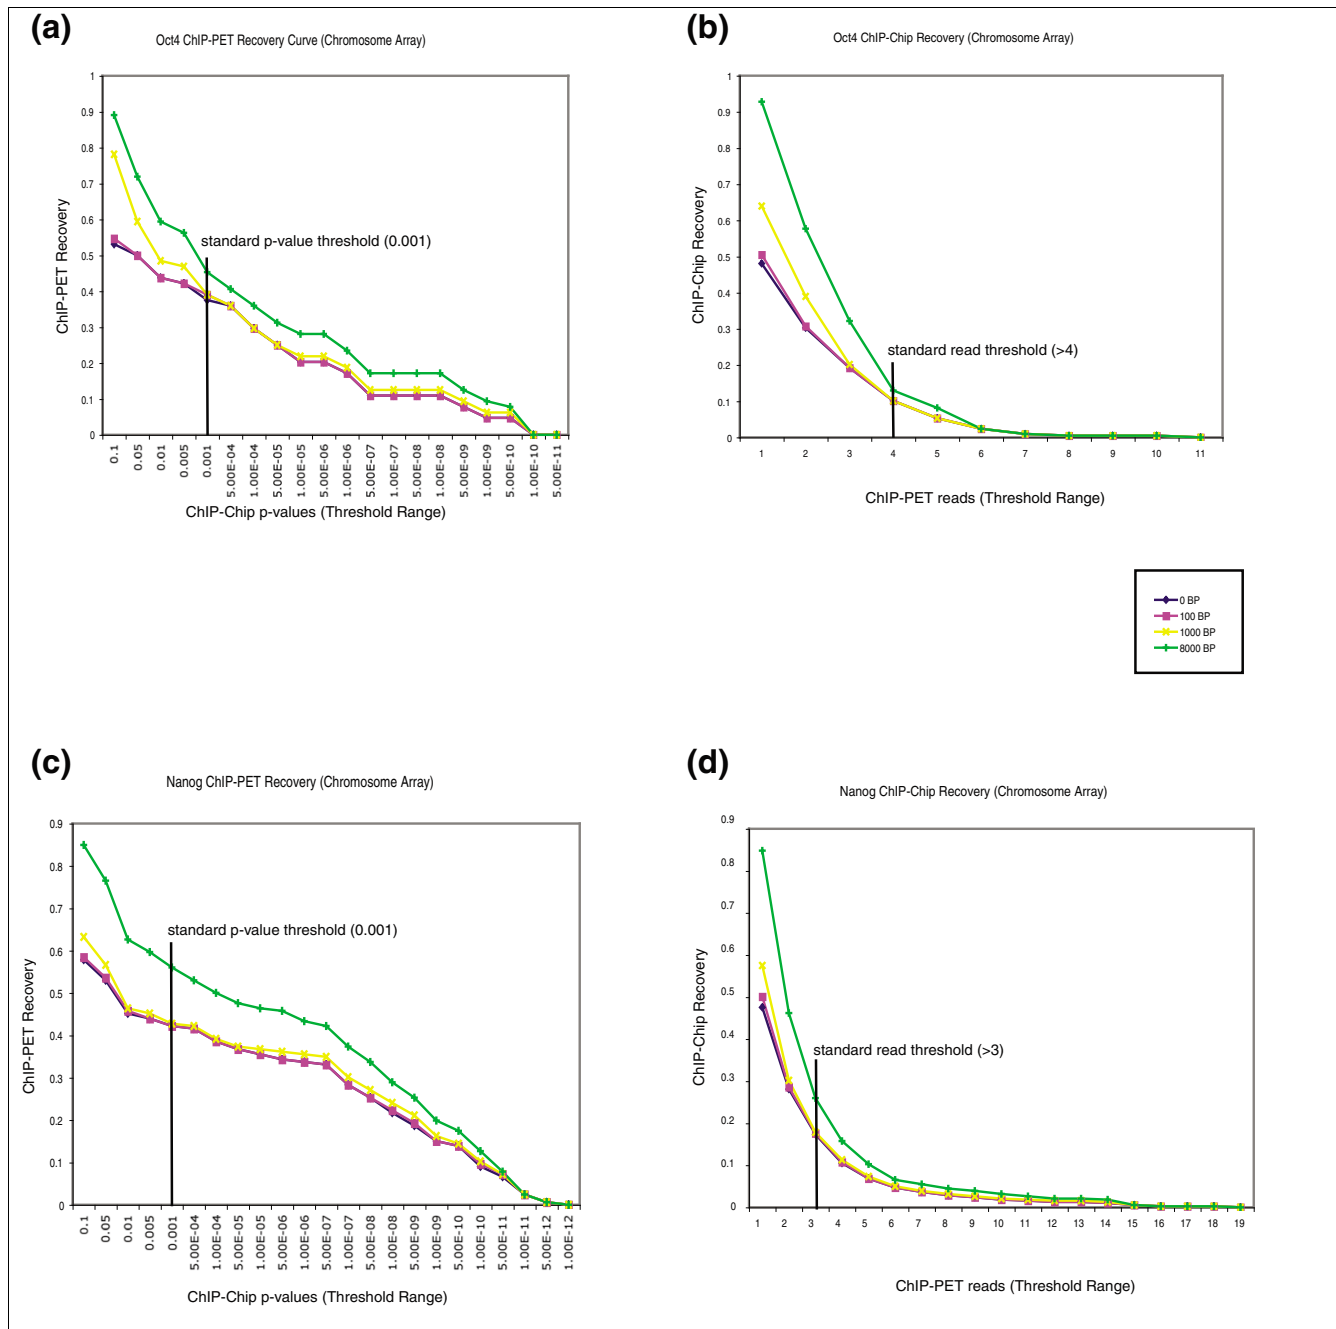 (a)
Oct4 ChIP-PET Recovery Curve (Chromosome Array)
1
0.9
0.8
0.7
0.6
0.5
0.4
0.3
0.2
0.1
0
ChIP-PET Recovery
standard p-value threshold (0.001)
0.1
0.05
0.01
0.005
0.001
5.00E-04
1.00E-04
5.00E-05
1.00E-05
5.00E-06
1.00E-06
5.00E-07
1.00E-07
5.00E-08
1.00E-08
5.00E-09
1.00E-09
5.00E-10
1.00E-10
5.00E-11
ChIP-Chip p-values (Threshold Range)
(b)
Oct4 ChIP-Chip Recovery (Chromosome Array)
1
0.9
0.8
0.7
0.6
0.5
0.4
0.3
0.2
0.1
0
ChIP-Chip Recovery
standard read threshold (>4)
1 2 3 4 5 6 7 8 9 10 11
ChIP-PET reads (Threshold Range)
0 BP
100 BP
1000 BP
8000 BP
(c)
Nanog ChIP-PET Recovery (Chromosome Array)
0.9
0.8
0.7
0.6
0.5
0.4
0.3
0.2
0.1
0
ChIP-PET Recovery
standard p-value threshold (0.001)
0.1
0.05
0.01
0.005
0.001
5.00E-04
1.00E-04
5.00E-05
1.00E-05
5.00E-06
1.00E-06
5.00E-07
1.00E-07
5.00E-08
1.00E-08
5.00E-09
1.00E-09
5.00E-10
1.00E-10
5.00E-11
1.00E-11
5.00E-12
1.00E-12
ChIP-Chip p-values (Threshold Range)
(d)
Nanog ChIP-Chip Recovery (Chromosome Array)
0.9
0.8
0.7
0.6
0.5
0.4
0.3
0.2
0.1
0
ChIP-Chip Recovery
standard read threshold (>3)
1 2 3 4 5 6 7 8 9 10 11 12 13 14 15 16 17 18 19
ChIP-PET reads (Threshold Range)